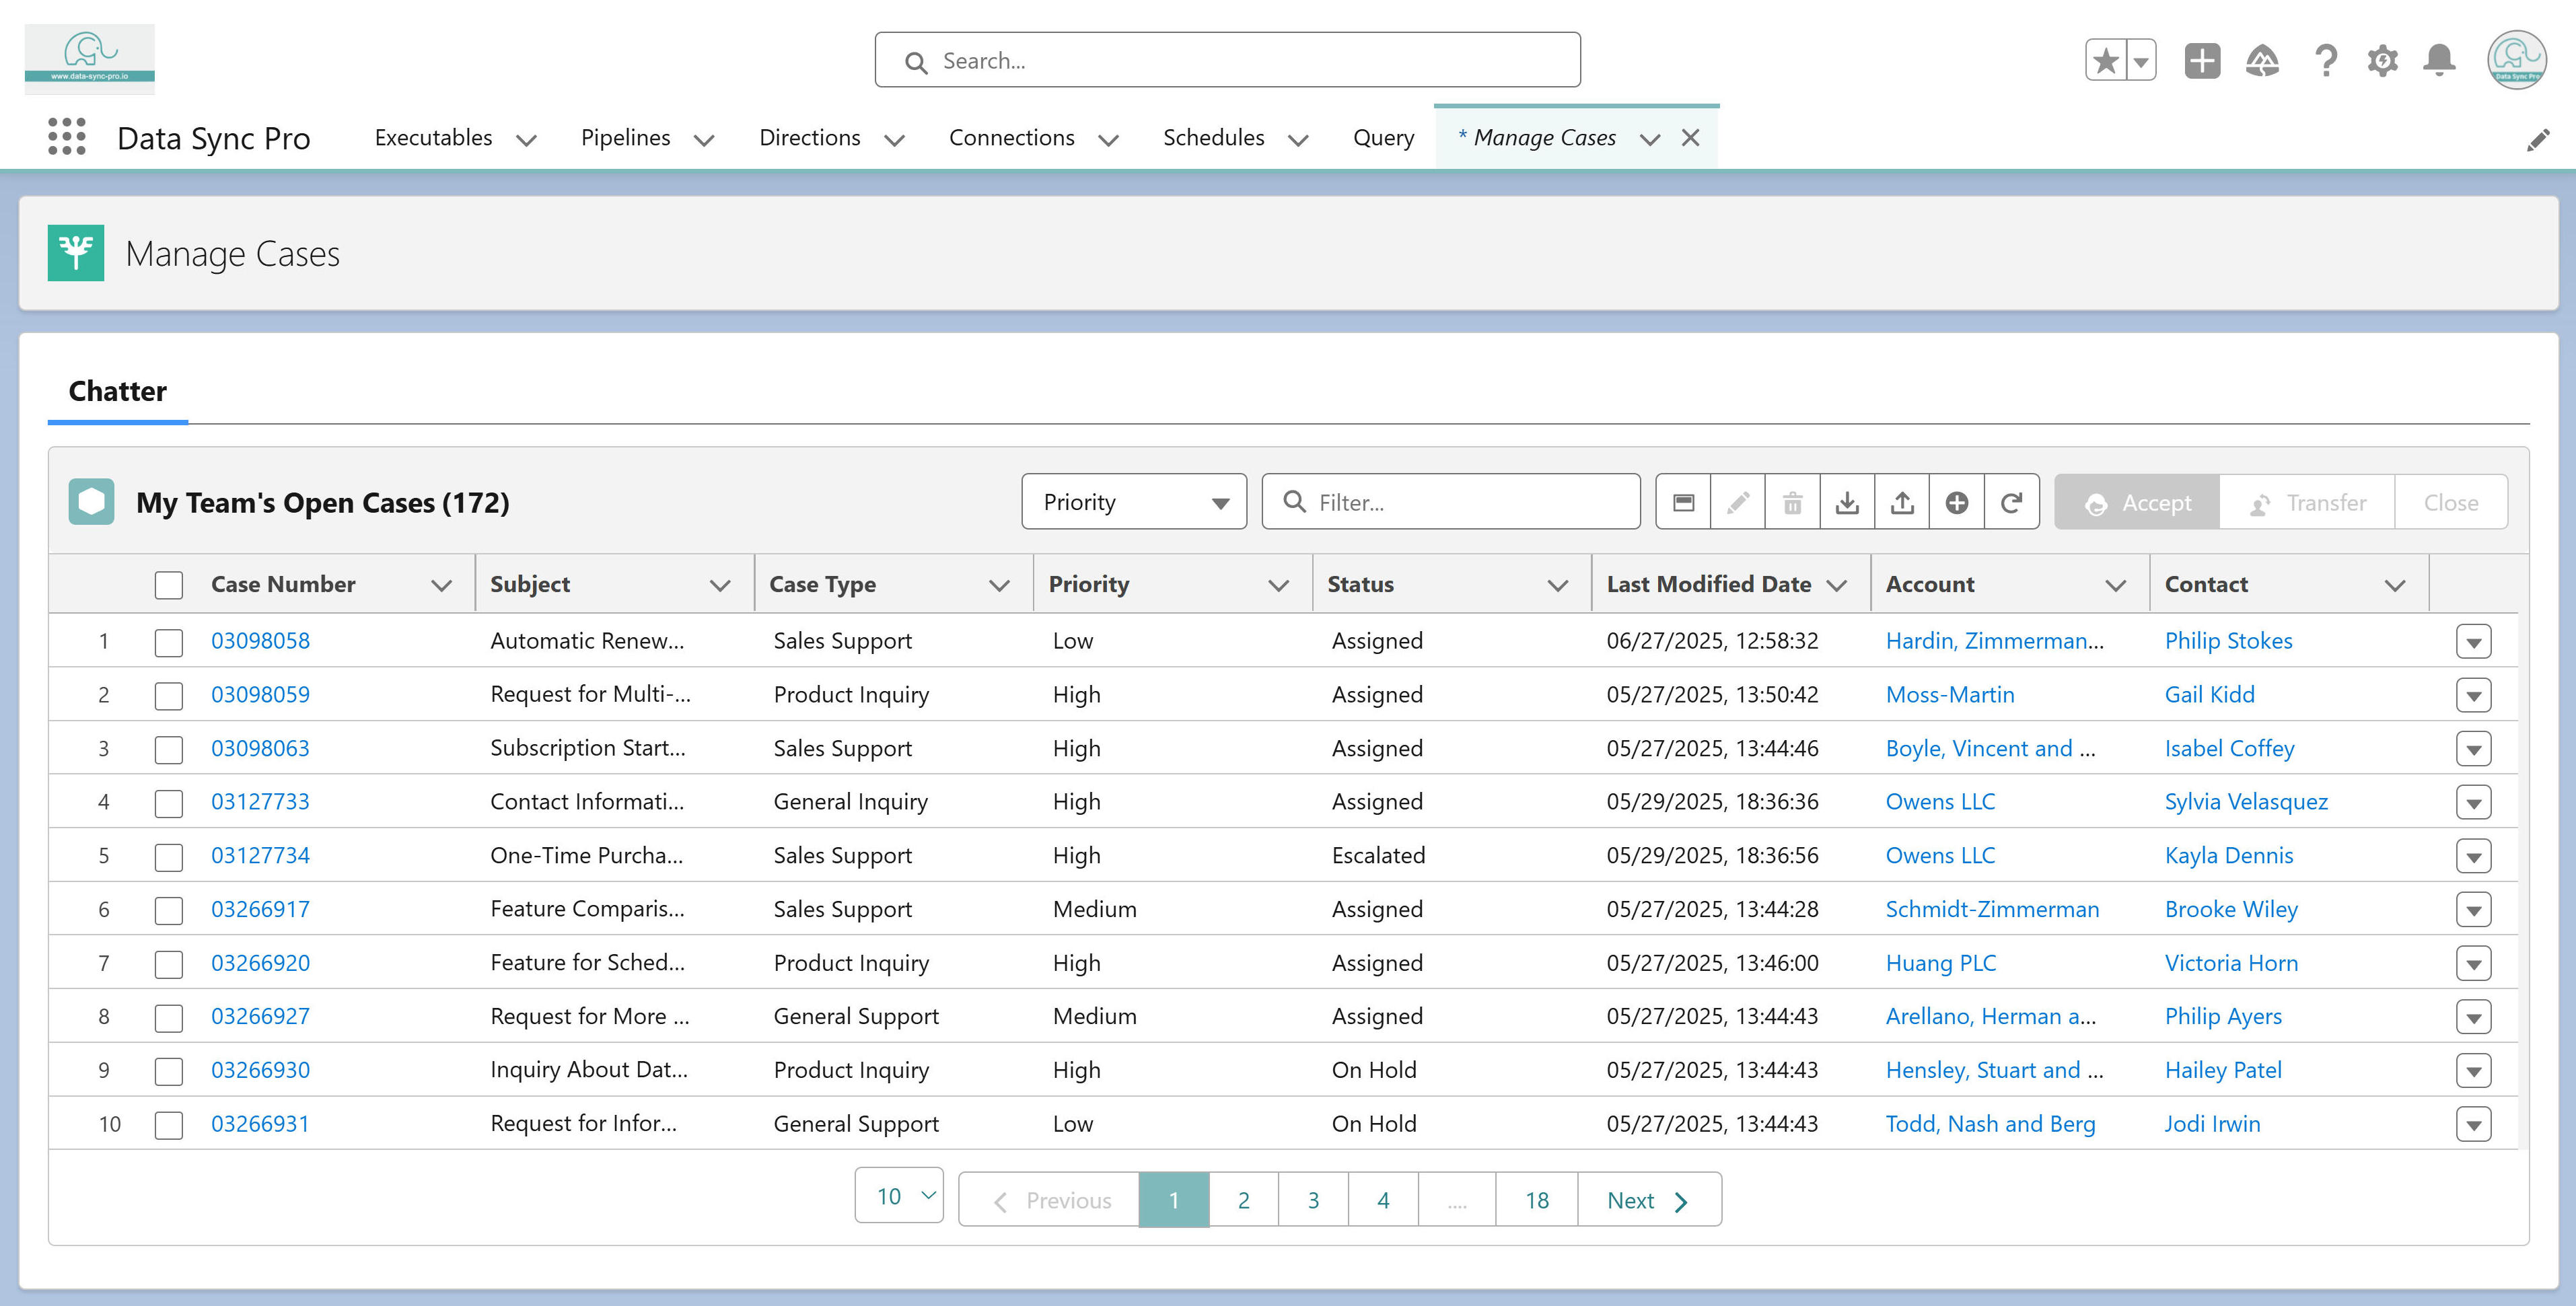 www.data-sync-pro.io
Search...
Data Sync Pro
Data Sync Pro Executables Pipelines Directions Connections Schedules Query * Manage Cases
Manage Cases
Chatter
My Team's Open Cases (172) Priority Filter... Accept Transfer Close
Case Number Subject Case Type Priority Status Last Modified Date Account Contact
1 03098058 Automatic Renew... Sales Support Low Assigned 06/27/2025, 12:58:32 Hardin, Zimmerman... Philip Stokes
2 03098059 Request for Multi-... Product Inquiry High Assigned 05/27/2025, 13:50:42 Moss-Martin Gail Kidd
3 03098063 Subscription Start... Sales Support High Assigned 05/27/2025, 13:44:46 Boyle, Vincent and ... Isabel Coffey
4 03127733 Contact Informati... General Inquiry High Assigned 05/29/2025, 18:36:36 Owens LLC Sylvia Velasquez
5 03127734 One-Time Purcha... Sales Support High Escalated 05/29/2025, 18:36:56 Owens LLC Kayla Dennis
6 03266917 Feature Comparis... Sales Support Medium Assigned 05/27/2025, 13:44:28 Schmidt-Zimmerman Brooke Wiley
7 03266920 Feature for Sched... Product Inquiry High Assigned 05/27/2025, 13:46:00 Huang PLC Victoria Horn
8 03266927 Request for More ... General Support Medium Assigned 05/27/2025, 13:44:43 Arellano, Herman a... Philip Ayers
9 03266930 Inquiry About Dat... Product Inquiry High On Hold 05/27/2025, 13:44:43 Hensley, Stuart and ... Hailey Patel
10 03266931 Request for Infor... General Support Low On Hold 05/27/2025, 13:44:43 Todd, Nash and Berg Jodi Irwin
10 Previous 1 2 3 4 .... 18 Next